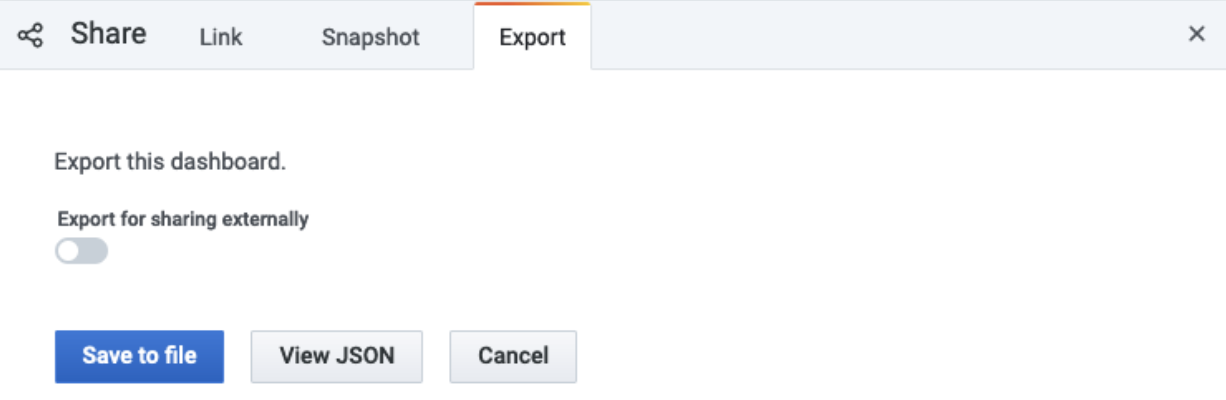 Share Link Snapshot Export
Export this dashboard.
Export for sharing externally
Save to file View JSON Cancel